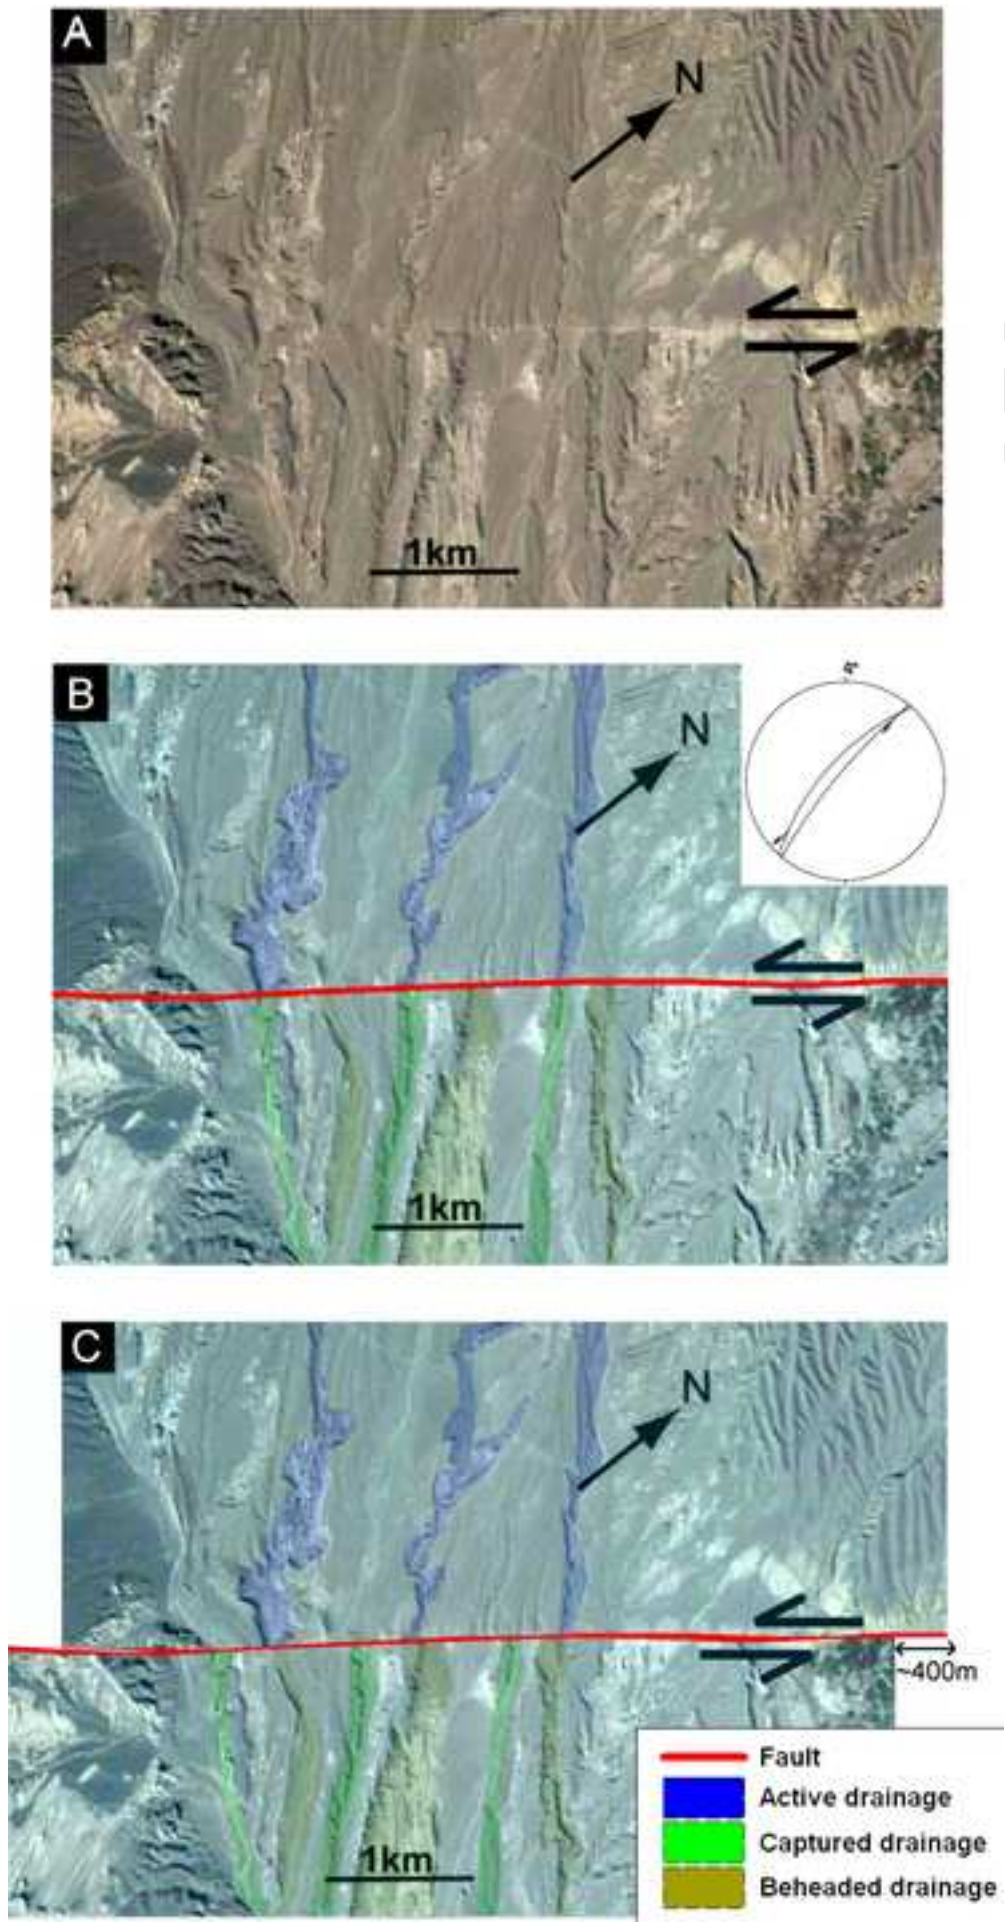 A
N
1km
B
N
1km
C
N
~400m
1km
Fault
Active drainage
Captured drainage
Beheaded drainage